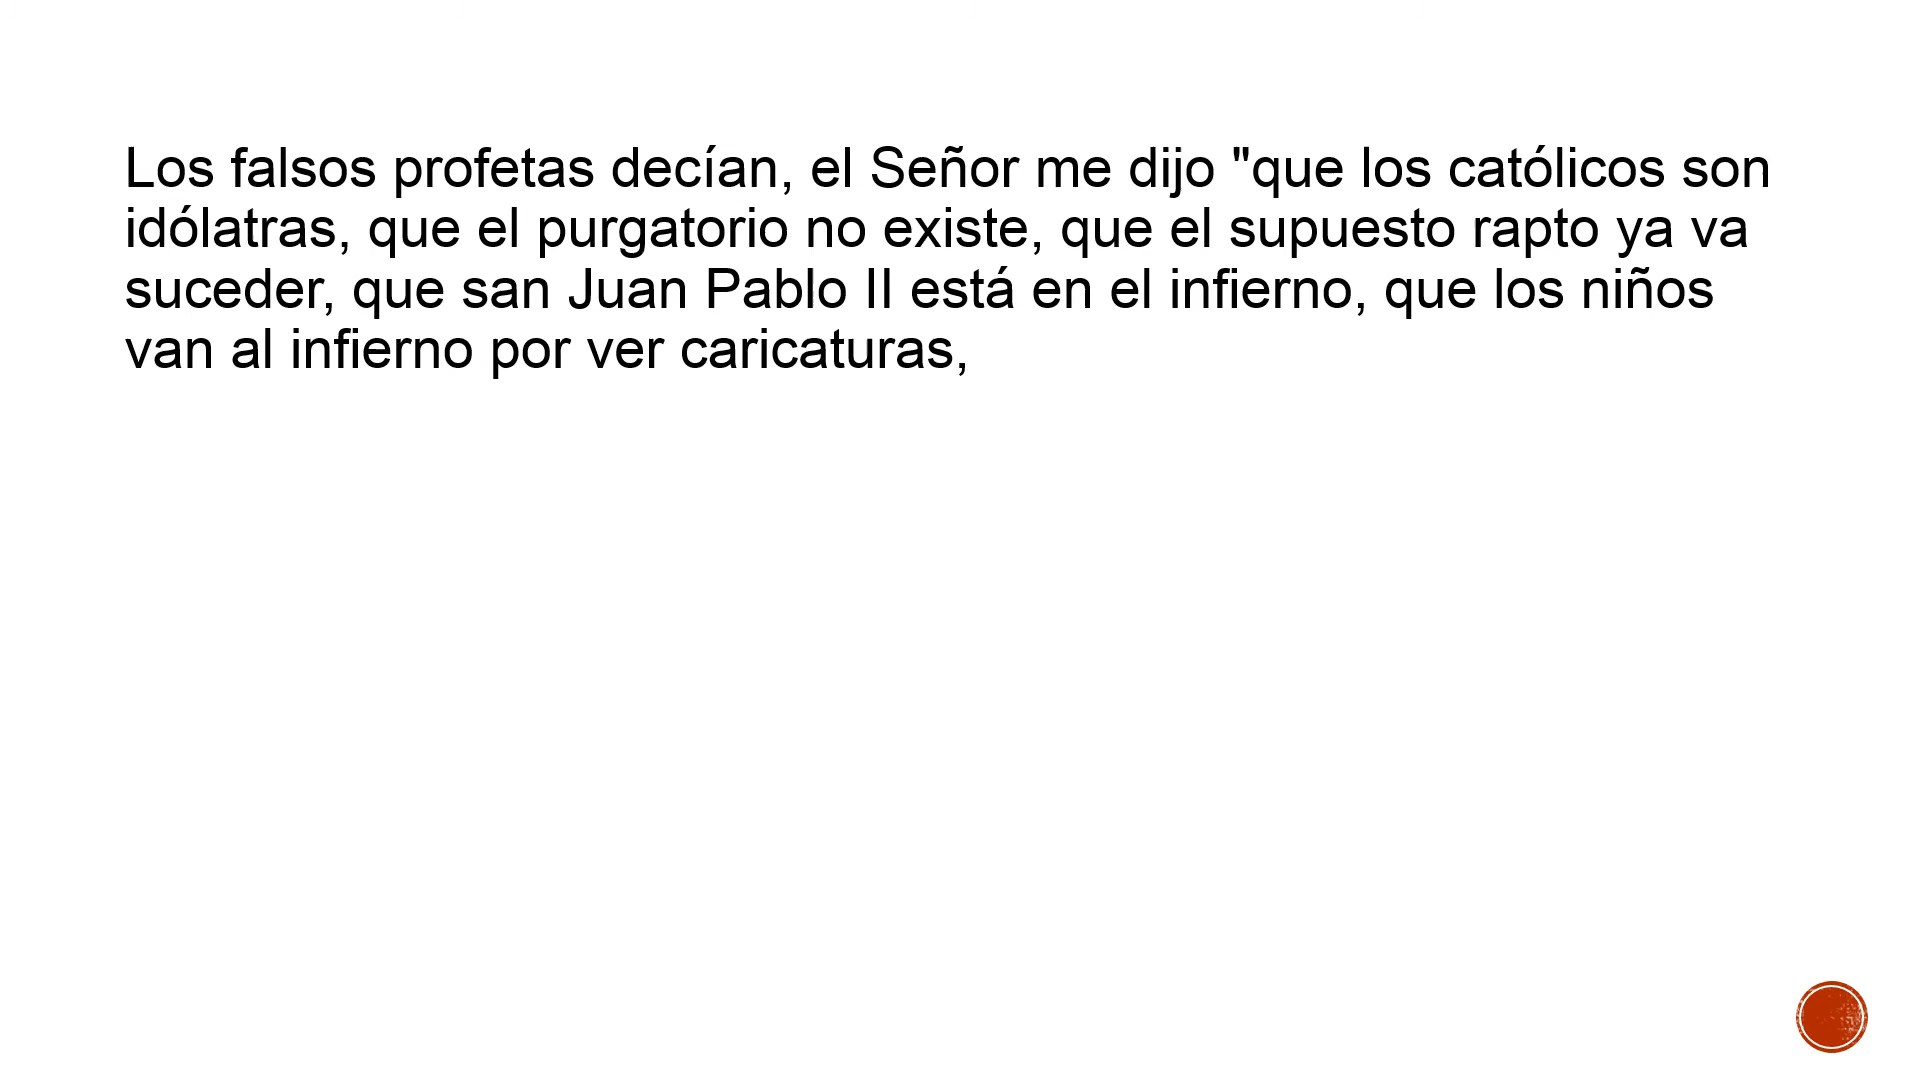 Los falsos profetas decían, el Señor me dijo "que los católicos son
idólatras, que el purgatorio no existe, que el supuesto rapto ya va
suceder, que san Juan Pablo II está en el infierno, que los niños
van al infierno por ver caricaturas,